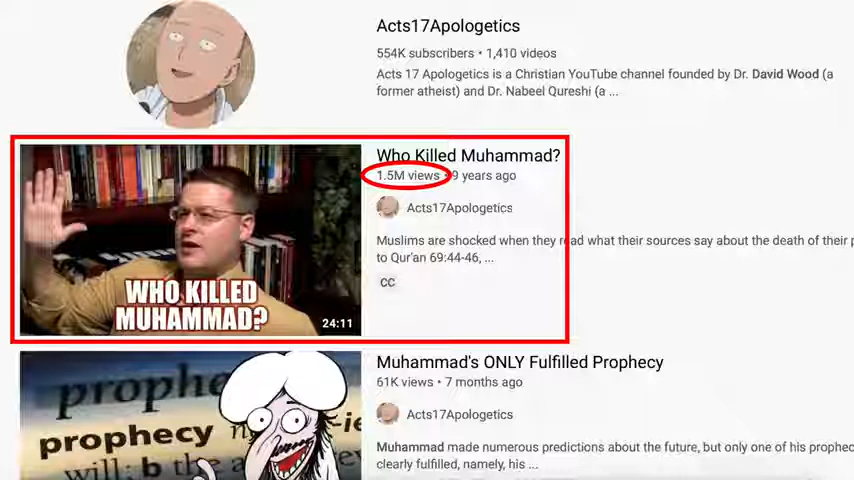 Acts17Apologetics
554K subscribers • 1,410 videos
Acts 17 Apologetics is a Christian YouTube channel founded by Dr. David Wood (a
former atheist) and Dr. Nabeel Qureshi (a ...
Who Killed Muhammad?
1.5M views • 9 years ago
Acts17Apologetics
Muslims are shocked when they read what their sources say about the death of their p
to Qur'an 69:44-46, ...
CC
WHO KILLED
MUHAMMAD?
24:11
Muhammad's ONLY Fulfilled Prophecy
61K views • 7 months ago
Acts17Apologetics
Muhammad made numerous predictions about the future, but only one of his prophec
clearly fulfilled, namely, his ...
prophe
prophecy n -ie
will; b the a